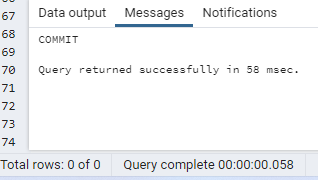 Data output Messages Notifications
67
68 COMMIT
69
70 Query returned successfully in 58 msec.
71
72
73
74
Total rows: 0 of 0 Query complete 00:00:00.058